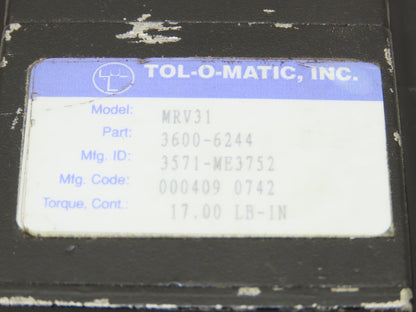 TOL-O-MATIC, INC.
Model: MRV31
Part: 3600-6244
Mfg. ID: 3571-ME3752
Mfg. Code: 000409 0742
Torque, Cont.: 17.00 LB-IN